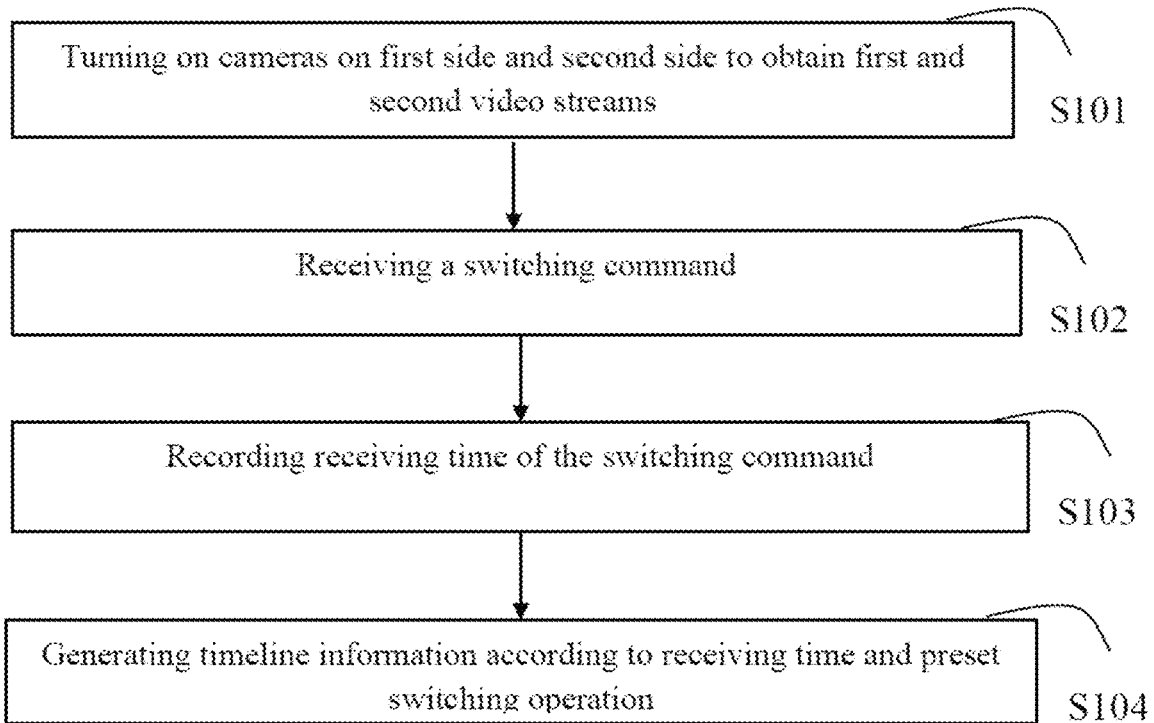 Turning on cameras on first side and second side to obtain first and
second video streams
S101
Receiving a switching command
S102
Recording receiving time of the switching command
S103
Generating timeline information according to receiving time and preset
switching operation
S104